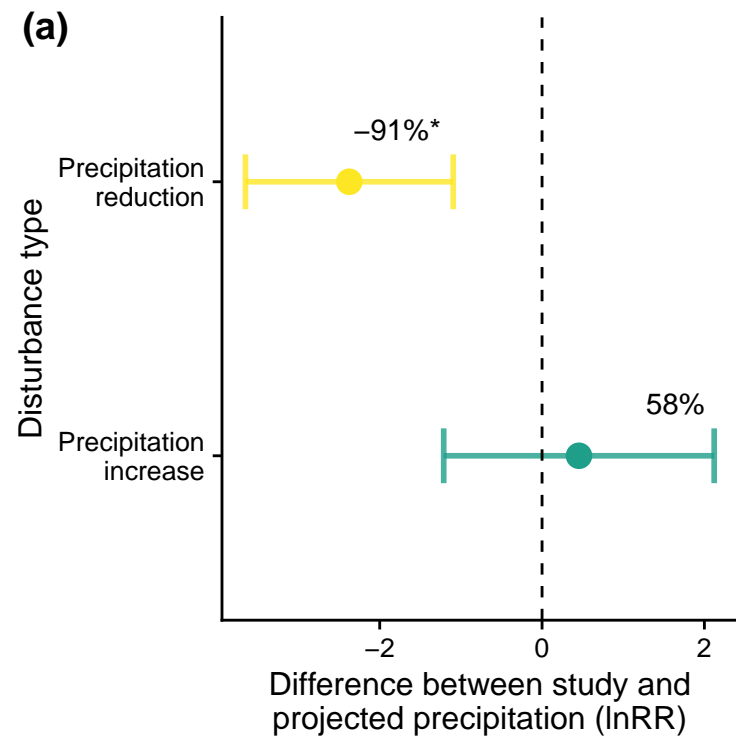 (a)
Disturbance type
Precipitation
reduction
–91%*
Precipitation
increase
58%
–2
0
2
Difference between study and
projected precipitation (lnRR)